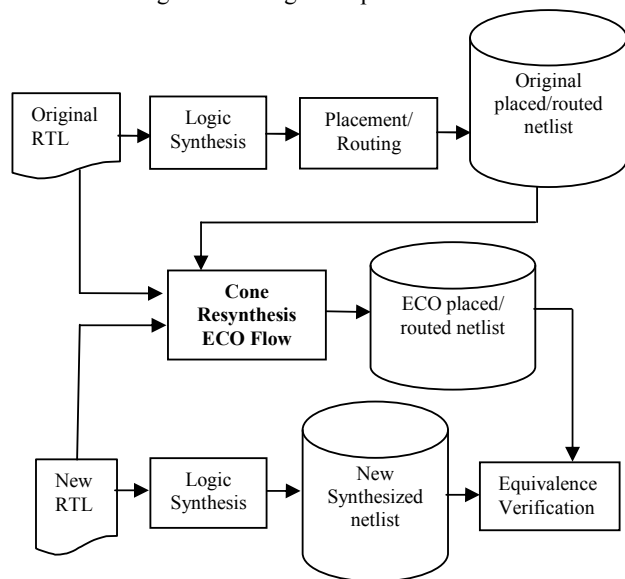 Original
RTL
Logic
Synthesis
Placement/
Routing
Original
placed/routed
netlist
Cone
Resynthesis
ECO Flow
ECO placed/
routed netlist
New
RTL
Logic
Synthesis
New
Synthesized
netlist
Equivalence
Verification